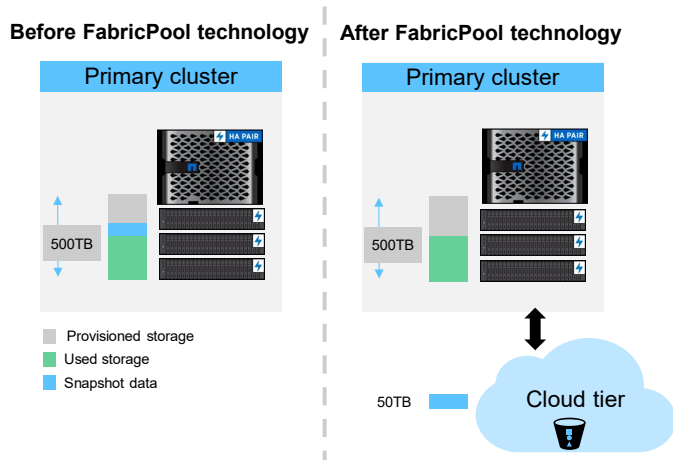 Before FabricPool technology
Primary cluster
HA PAIR
500TB
Provisioned storage
Used storage
Snapshot data
After FabricPool technology
Primary cluster
HA PAIR
500TB
50TB
Cloud tier